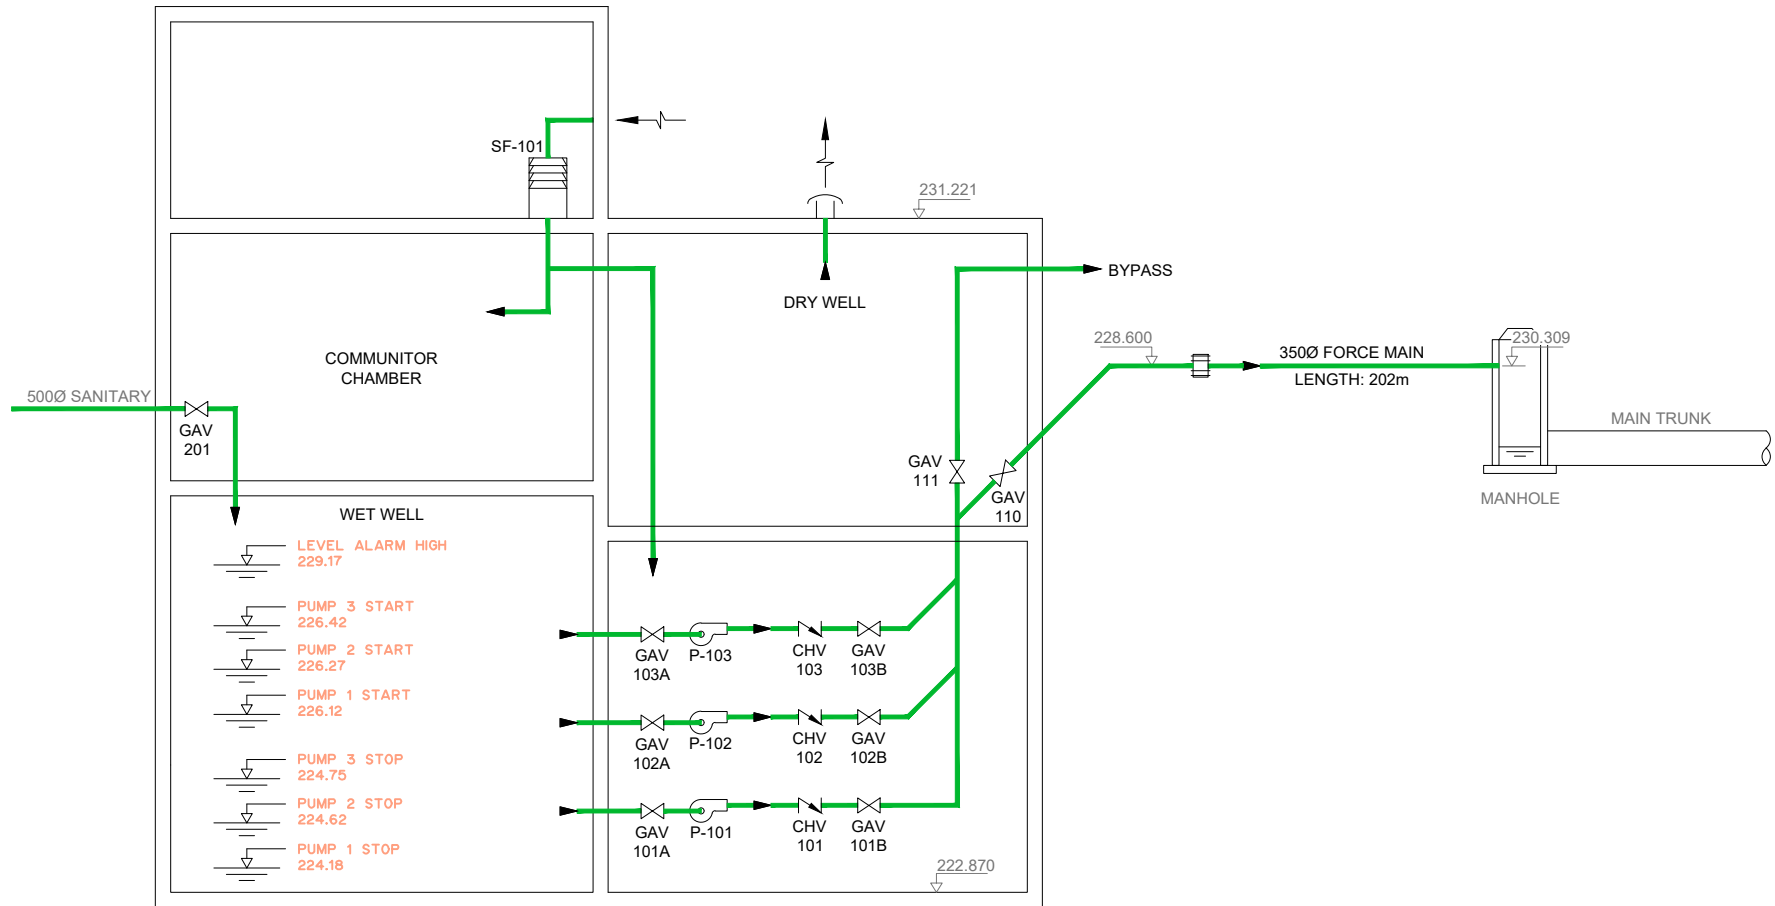 SF-101
231.221
BYPASS
DRY WELL
COMMUNITOR
CHAMBER
228.600
350Ø FORCE MAIN
LENGTH: 202m
230.309
500Ø SANITARY
GAV
201
MAIN TRUNK
GAV
111
GAV
110
MANHOLE
WET WELL
LEVEL ALARM HIGH
229.17
PUMP 3 START
226.42
PUMP 2 START
226.27
PUMP 1 START
226.12
PUMP 3 STOP
224.75
PUMP 2 STOP
224.62
PUMP 1 STOP
224.18
GAV
103A
P-103
CHV
103
GAV
103B
GAV
102A
P-102
CHV
102
GAV
102B
GAV
101A
P-101
CHV
101
GAV
101B
222.870